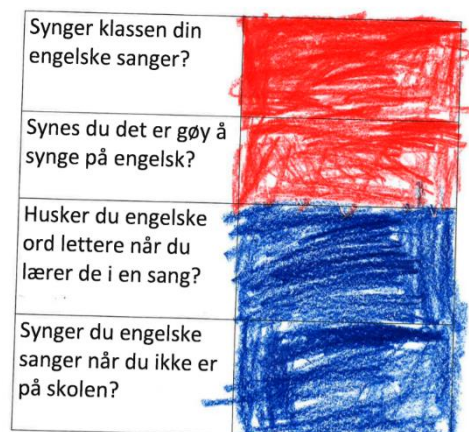 Synger klassen din
engelske sanger?
Synes du det er gøy å
synge på engelsk?
Husker du engelske
ord lettere når du
lærer de i en sang?
Synger du engelske
sanger når du ikke er
på skolen?